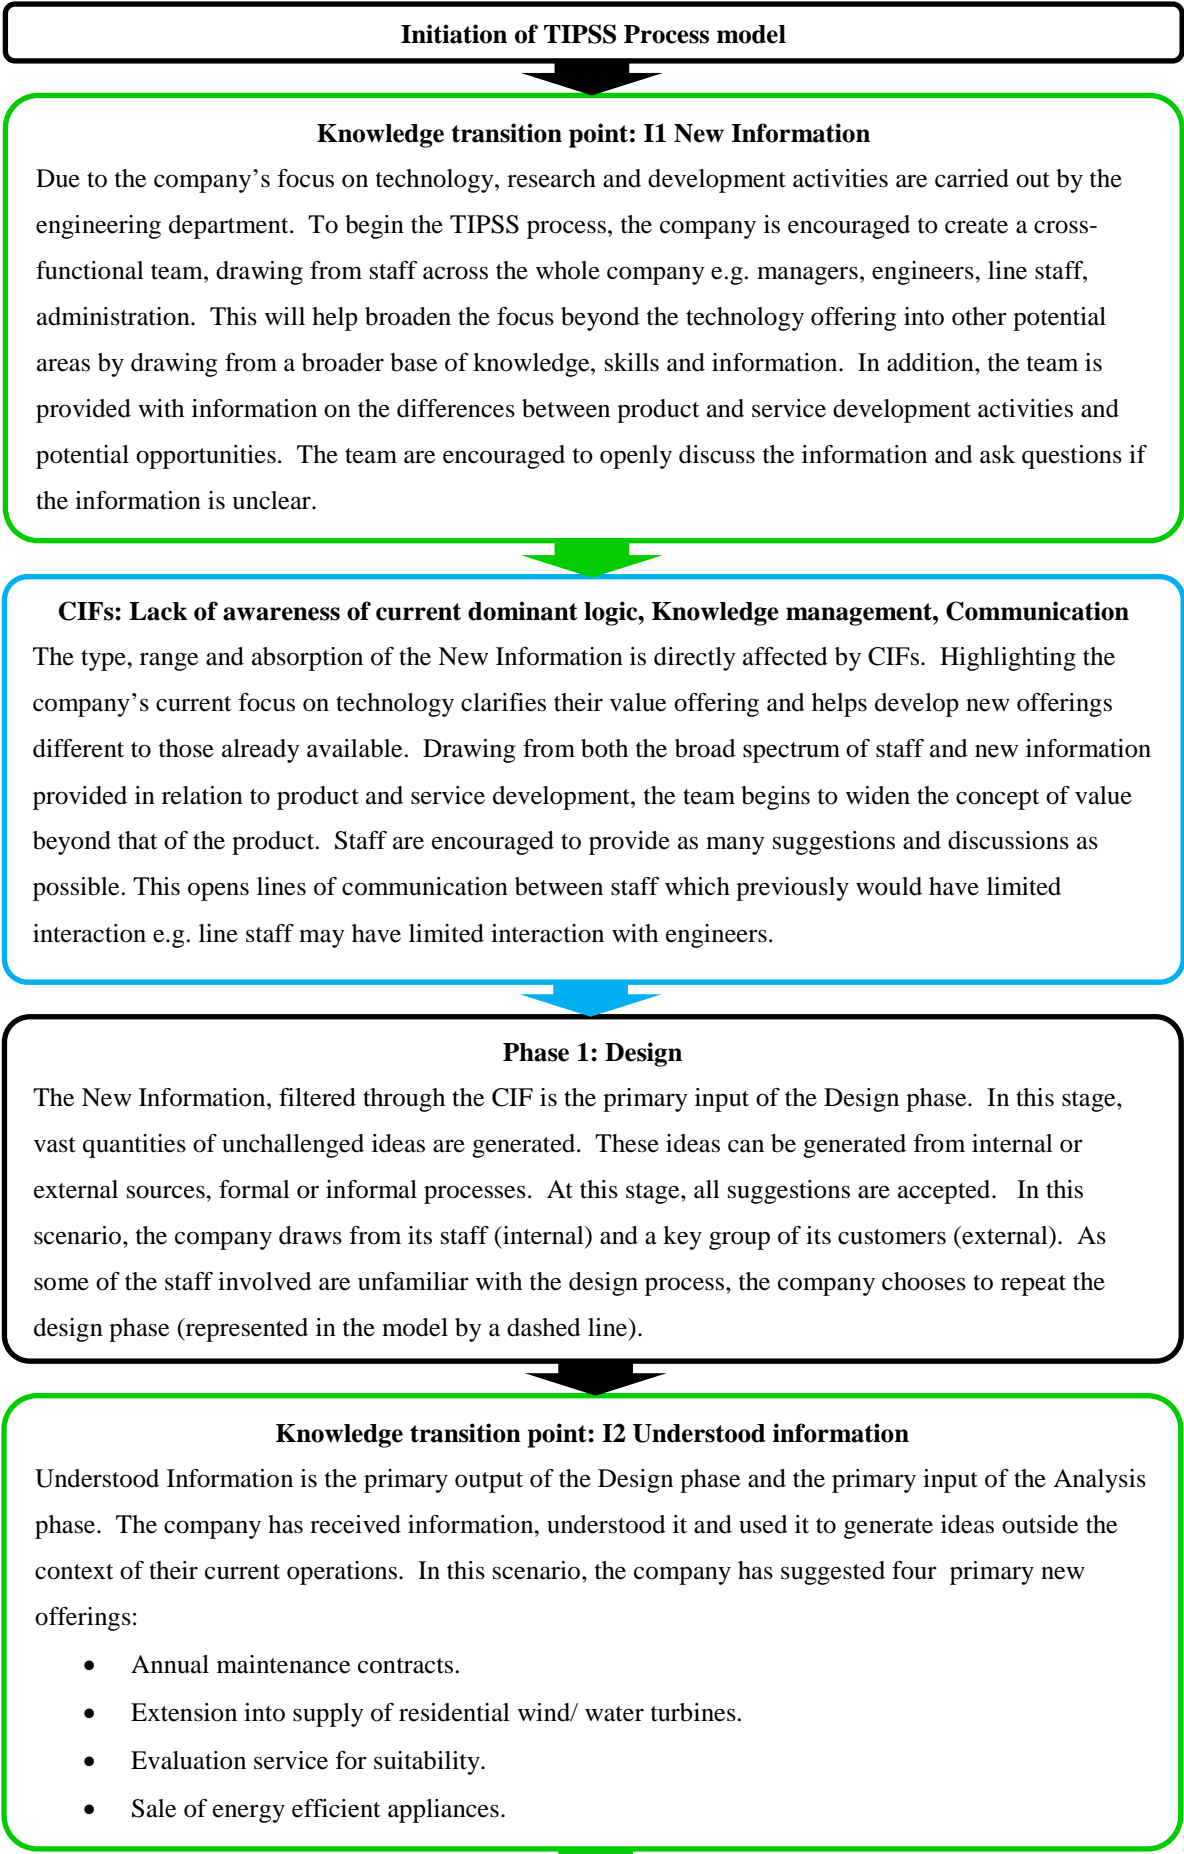 Initiation of TIPSS Process model
Knowledge transition point: I1 New Information
Due to the company’s focus on technology, research and development activities are carried out by the
engineering department.  To begin the TIPSS process, the company is encouraged to create a cross-
functional team, drawing from staff across the whole company e.g. managers, engineers, line staff,
administration.  This will help broaden the focus beyond the technology offering into other potential
areas by drawing from a broader base of knowledge, skills and information.  In addition, the team is
provided with information on the differences between product and service development activities and
potential opportunities.  The team are encouraged to openly discuss the information and ask questions if
the information is unclear.
CIFs: Lack of awareness of current dominant logic, Knowledge management, Communication
The type, range and absorption of the New Information is directly affected by CIFs.  Highlighting the
company’s current focus on technology clarifies their value offering and helps develop new offerings
different to those already available.  Drawing from both the broad spectrum of staff and new information
provided in relation to product and service development, the team begins to widen the concept of value
beyond that of the product.  Staff are encouraged to provide as many suggestions and discussions as
possible. This opens lines of communication between staff which previously would have limited
interaction e.g. line staff may have limited interaction with engineers.
Phase 1: Design
The New Information, filtered through the CIF is the primary input of the Design phase.  In this stage,
vast quantities of unchallenged ideas are generated.  These ideas can be generated from internal or
external sources, formal or informal processes.  At this stage, all suggestions are accepted.   In this
scenario, the company draws from its staff (internal) and a key group of its customers (external).  As
some of the staff involved are unfamiliar with the design process, the company chooses to repeat the
design phase (represented in the model by a dashed line).
Knowledge transition point: I2 Understood information
Understood Information is the primary output of the Design phase and the primary input of the Analysis
phase.  The company has received information, understood it and used it to generate ideas outside the
context of their current operations.  In this scenario, the company has suggested four  primary new
offerings:
• Annual maintenance contracts.
• Extension into supply of residential wind/ water turbines.
• Evaluation service for suitability.
• Sale of energy efficient appliances.